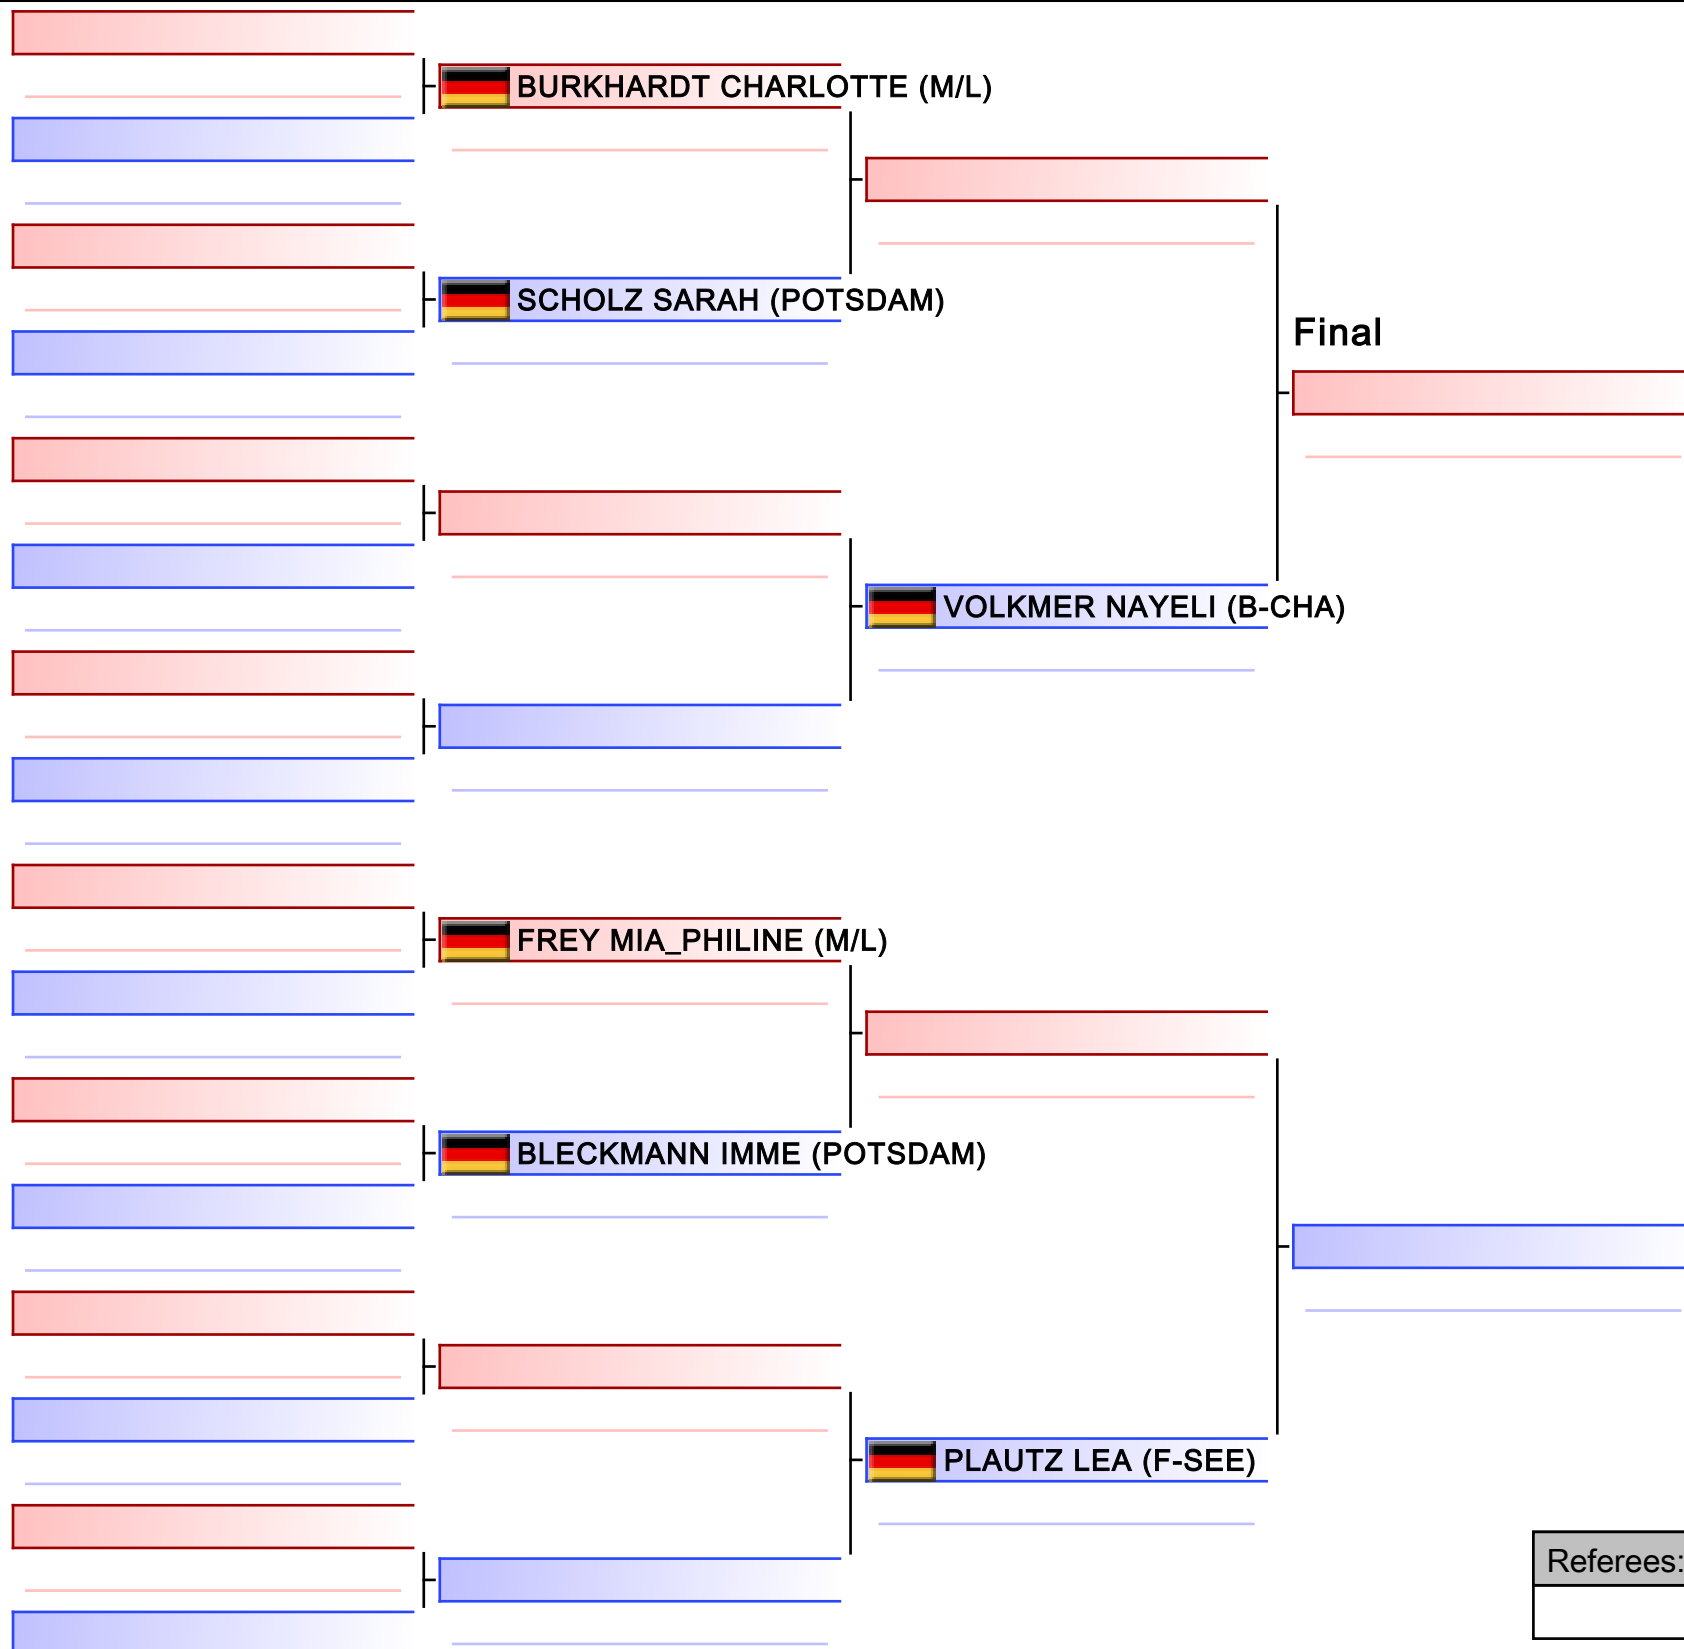 BURKHARDT CHARLOTTE (M/L)
SCHOLZ SARAH (POTSDAM)
Final
VOLKMER NAYELI (B-CHA)
FREY MIA_PHILINE (M/L)
BLECKMANN IMME (POTSDAM)
PLAUTZ LEA (F-SEE)
Referees: